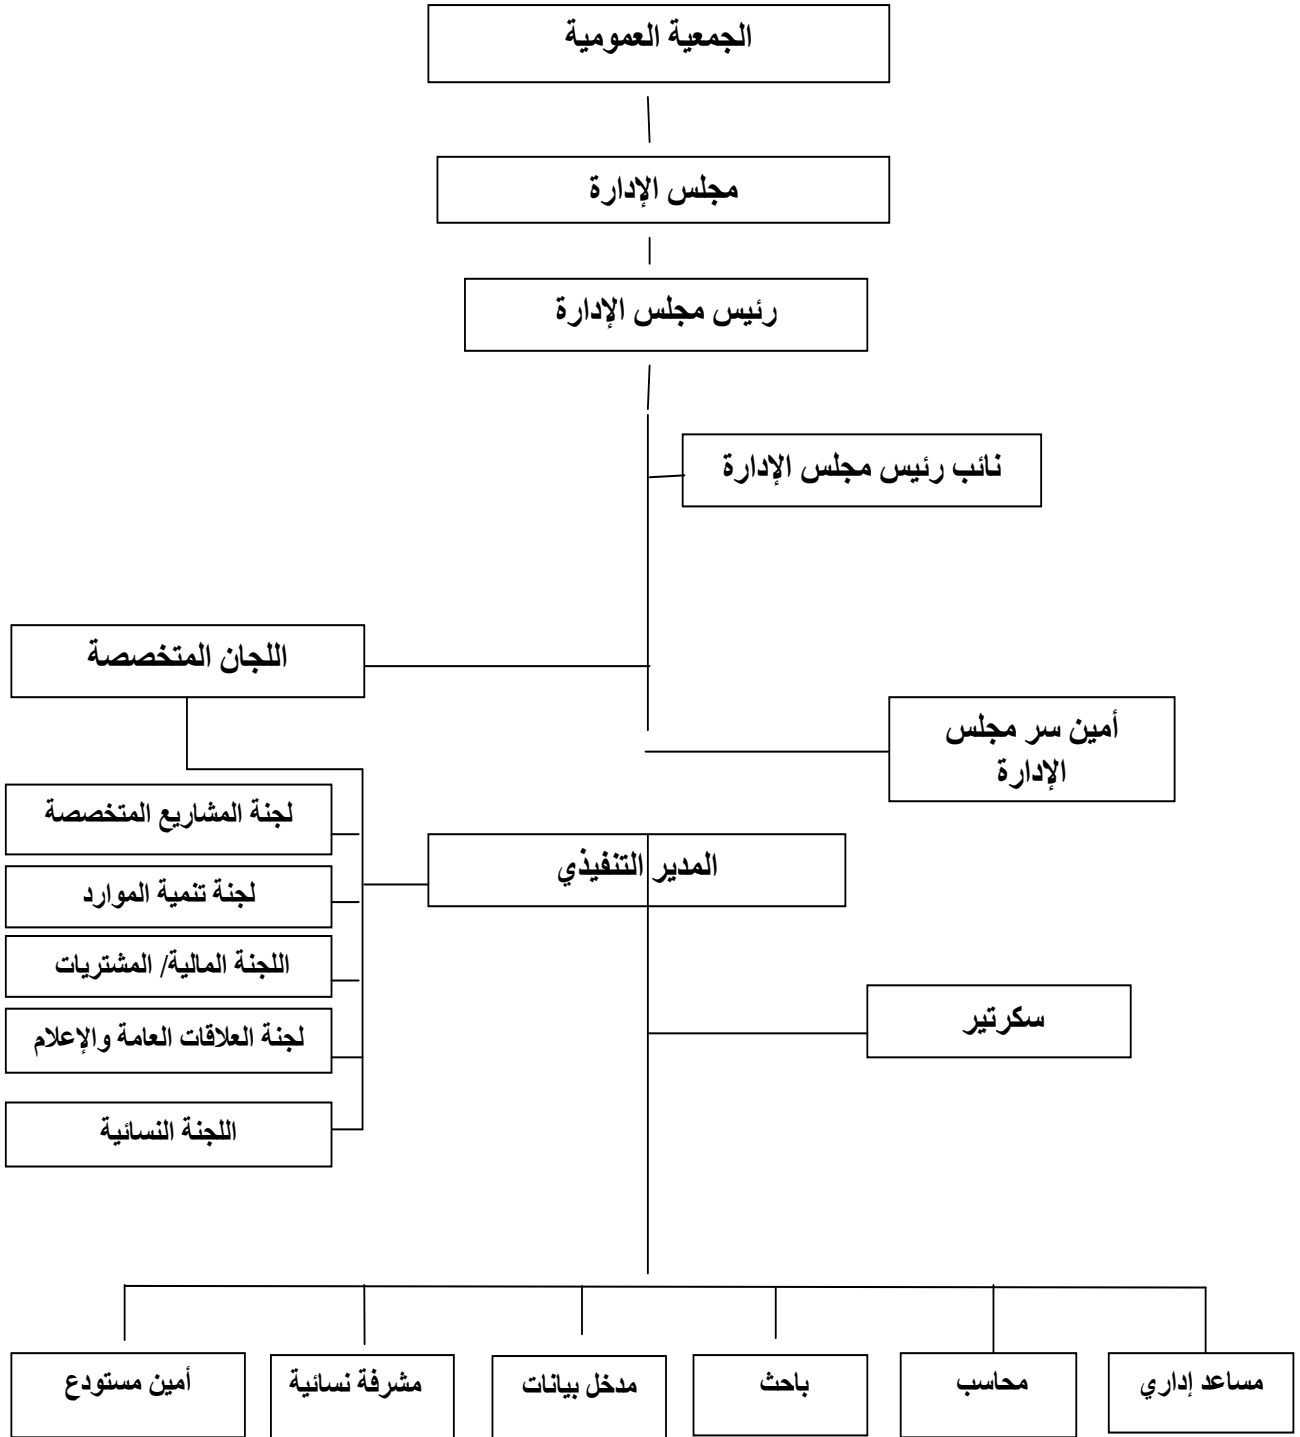 الجمعية العمومية
مجلس الإدارة
رئيس مجلس الإدارة
نائب رئيس مجلس الإدارة
اللجان المتخصصة
أمين سر مجلس
الإدارة
لجنة المشاريع المتخصصة
المدير التنفيذي
لجنة تنمية الموارد
اللجنة المالية/ المشتريات
سكرتير
لجنة العلاقات العامة والإعلام
اللجنة النسائية
مساعد إداري
محاسب
باحث
مدخل بيانات
مشرفة نسائية
أمين مستودع